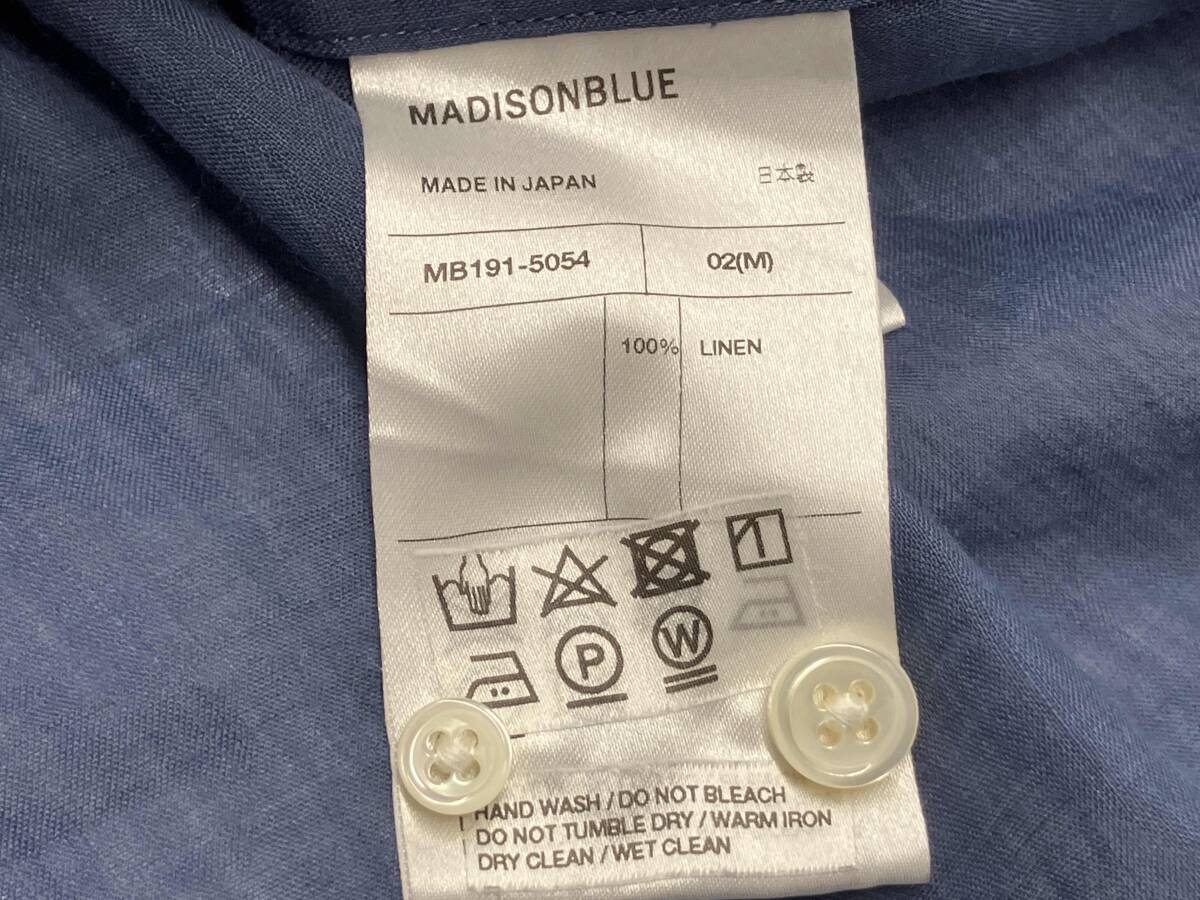 MADISONBLUE
MADE IN JAPAN 日本製
MB191-5054 02(M)
100% LINEN
P W
HAND WASH / DO NOT BLEACH
DO NOT TUMBLE DRY / WARM IRON
DRY CLEAN / WET CLEAN